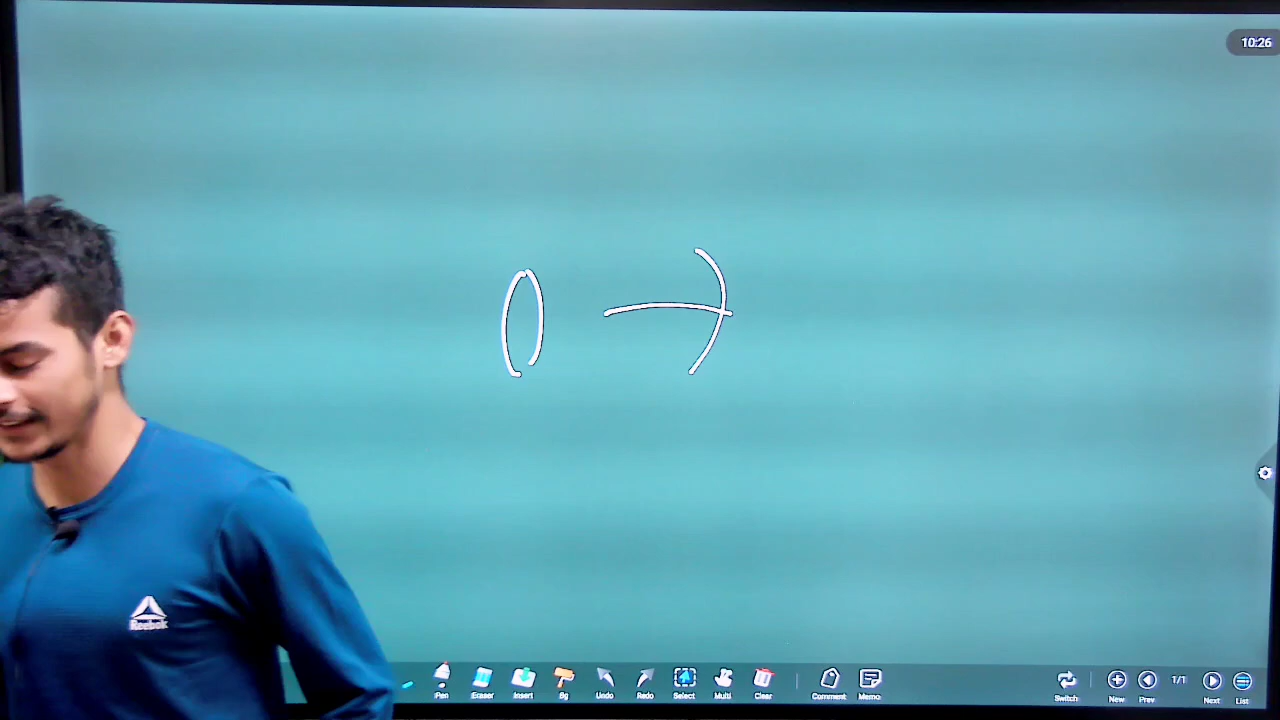 10:26
0 →
Reebok
Pen Eraser Insert Bg Undo Redo Select Multi Clear Comment Memo Switch New Prev 1/1 Next List